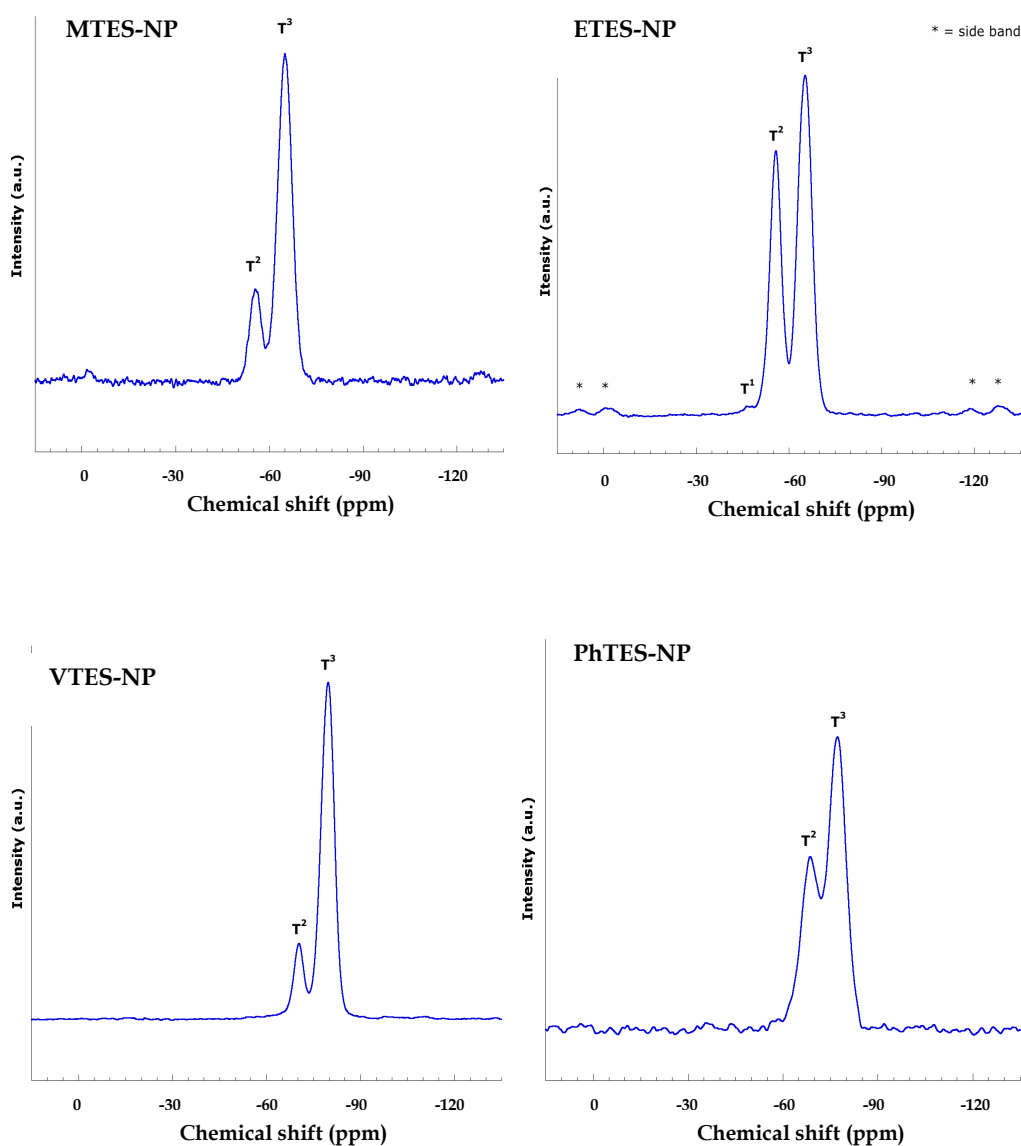 MTES-NP
T³
T²
Intensity (a.u.)
0 -30 -60 -90 -120
Chemical shift (ppm)
ETES-NP
* = side band
T³
T²
T¹
* * * *
Itensity (a.u.)
0 -30 -60 -90 -120
Chemical shift (ppm)
VTES-NP
T³
T²
Intensity (a.u.)
0 -30 -60 -90 -120
Chemical shift (ppm)
PhTES-NP
T³
T²
Intensity (a.u.)
0 -30 -60 -90 -120
Chemical shift (ppm)